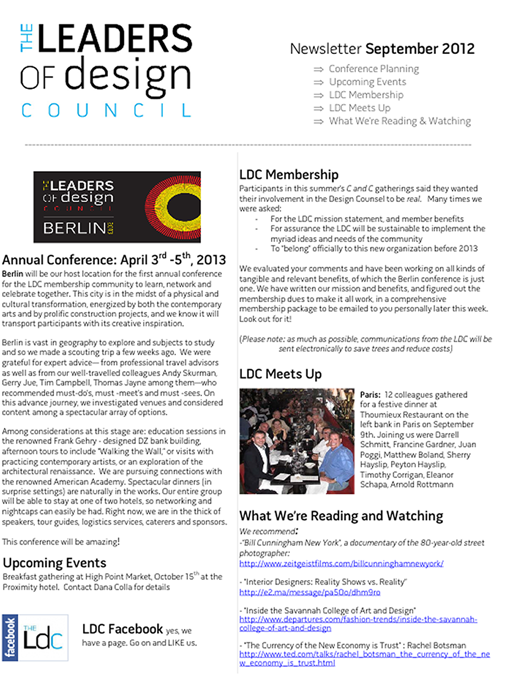 THE LEADERS
OF design
COUNCIL
Newsletter September 2012
⇒ Conference Planning
⇒ Upcoming Events
⇒ LDC Membership
⇒ LDC Meets Up
⇒ What We're Reading & Watching
THE LEADERS
OF design
COUNCIL
BERLIN
Annual Conference: April 3rd -5th, 2013
Berlin will be our host location for the first annual conference
for the LDC membership community to learn, network and
celebrate together. This city is in the midst of a physical and
cultural transformation, energized by both the contemporary
arts and by prolific construction projects, and we know it will
transport participants with its creative inspiration.
Berlin is vast in geography to explore and subjects to study
and so we made a scouting trip a few weeks ago. We were
grateful for expert advice— from professional travel advisors
as well as from our well-travelled colleagues Andy Skurman,
Gerry Jue, Tim Campbell, Thomas Jayne among them—who
recommended must-do's, must -meet's and must -sees. On
this advance journey, we investigated venues and considered
content among a spectacular array of options.
Among considerations at this stage are: education sessions in
the renowned Frank Gehry - designed DZ bank building,
afternoon tours to include "Walking the Wall," or visits with
practicing contemporary artists, or an exploration of the
architectural renaissance. We are pursuing connections with
the renowned American Academy. Spectacular dinners (in
surprise settings) are naturally in the works. Our entire group
will be able to stay at one of two hotels, so networking and
nightcaps can easily be had. Right now, we are in the thick of
speakers, tour guides, logistics services, caterers and sponsors.
This conference will be amazing!
Upcoming Events
Breakfast gathering at High Point Market, October 15th at the
Proximity hotel. Contact Dana Colla for details
facebook
THE Ldc
LDC Facebook yes, we
have a page. Go on and LIKE us.
LDC Membership
Participants in this summer's C and C gatherings said they wanted
their involvement in the Design Counsel to be real. Many times we
were asked:
- For the LDC mission statement, and member benefits
- For assurance the LDC will be sustainable to implement the
myriad ideas and needs of the community
- To "belong" officially to this new organization before 2013
We evaluated your comments and have been working on all kinds of
tangible and relevant benefits, of which the Berlin conference is just
one. We have written our mission and benefits, and figured out the
membership dues to make it all work, in a comprehensive
membership package to be emailed to you personally later this week.
Look out for it!
(Please note: as much as possible, communications from the LDC will be
sent electronically to save trees and reduce costs)
LDC Meets Up
Paris: 12 colleagues gathered
for a festive dinner at
Thoumieux Restaurant on the
left bank in Paris on September
9th. Joining us were Darrell
Schmitt, Francine Gardner, Juan
Poggi, Matthew Boland, Sherry
Hayslip, Peyton Hayslip,
Timothy Corrigan, Eleanor
Schapa, Arnold Rottmann
What We're Reading and Watching
We recommend:
-"Bill Cunningham New York", a documentary of the 80-year-old street
photographer:
http://www.zeitgeistfilms.com/billcunninghamnewyork/
- "Interior Designers: Reality Shows vs. Reality"
http://e2.ma/message/pa50o/dhm9ro
- "Inside the Savannah College of Art and Design"
http://www.departures.com/fashion-trends/inside-the-savannah-
college-of-art-and-design
- "The Currency of the New Economy is Trust" : Rachel Botsman
http://www.ted.com/talks/rachel_botsman_the_currency_of_the_ne
w_economy_is_trust.html